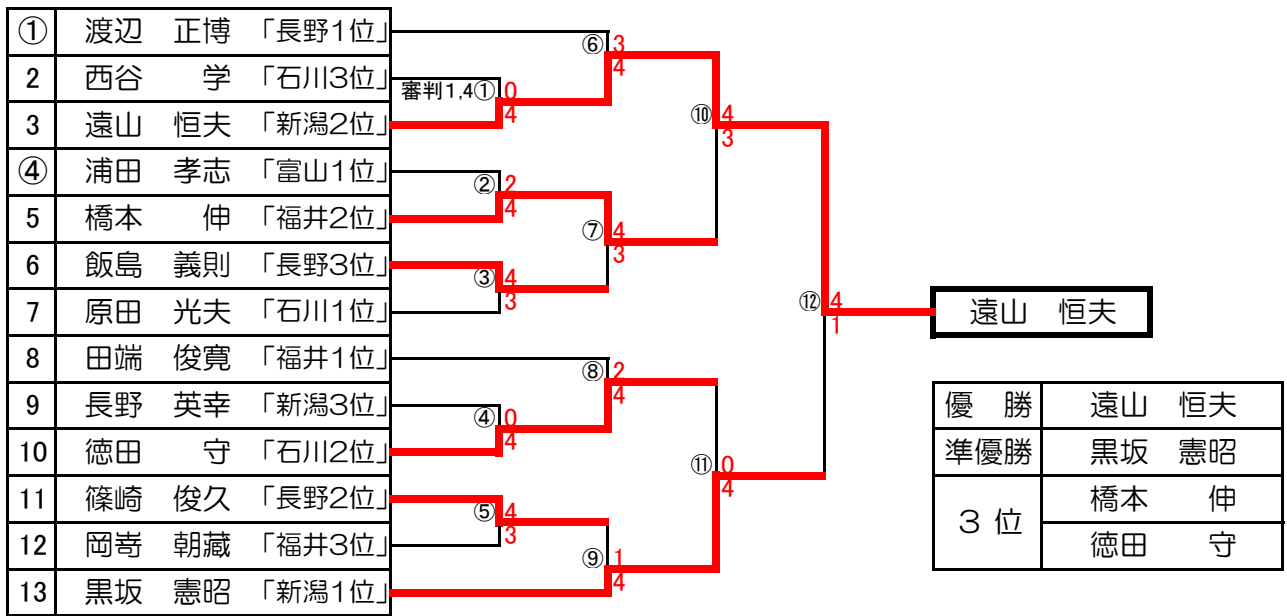 ① 渡辺 正博 「長野1位」
2 西谷 学 「石川3位」
3 遠山 恒夫 「新潟2位」
④ 浦田 孝志 「富山1位」
5 橋本 伸 「福井2位」
6 飯島 義則 「長野3位」
7 原田 光夫 「石川1位」
8 田端 俊寛 「福井1位」
9 長野 英幸 「新潟3位」
10 徳田 守 「石川2位」
11 篠崎 俊久 「長野2位」
12 岡嵜 朝藏 「福井3位」
13 黒坂 憲昭 「新潟1位」
審判1,4① 0
4
② 2
4
③ 4
3
④ 0
4
⑤ 4
3
⑥ 3
4
⑦ 4
3
⑧ 2
4
⑨ 1
4
⑩ 4
3
⑪ 0
4
⑫ 4
1
遠山 恒夫
優 勝 遠山 恒夫
準優勝 黒坂 憲昭
3 位 橋本 伸
徳田 守